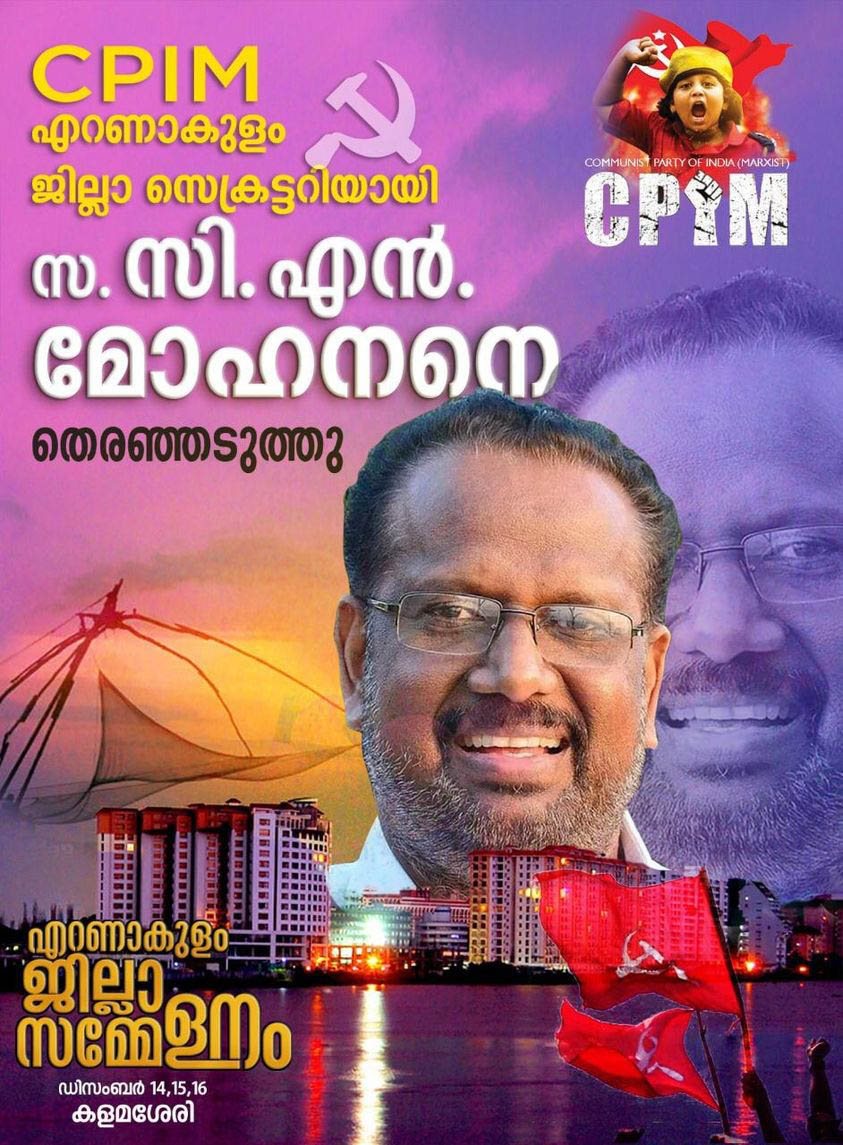 CPIM
എറണാകുളം
ജില്ലാ സെക്രട്ടറിയായി
സ. സി. എൻ.
മോഹനനെ
തെരഞ്ഞടുത്തു
COMMUNIST PARTY OF INDIA (MARXIST)
CPIM
എറണാകുളം
ജില്ലാ
സമ്മേളനം
ഡിസംബർ 14,15,16
കളമശേരി